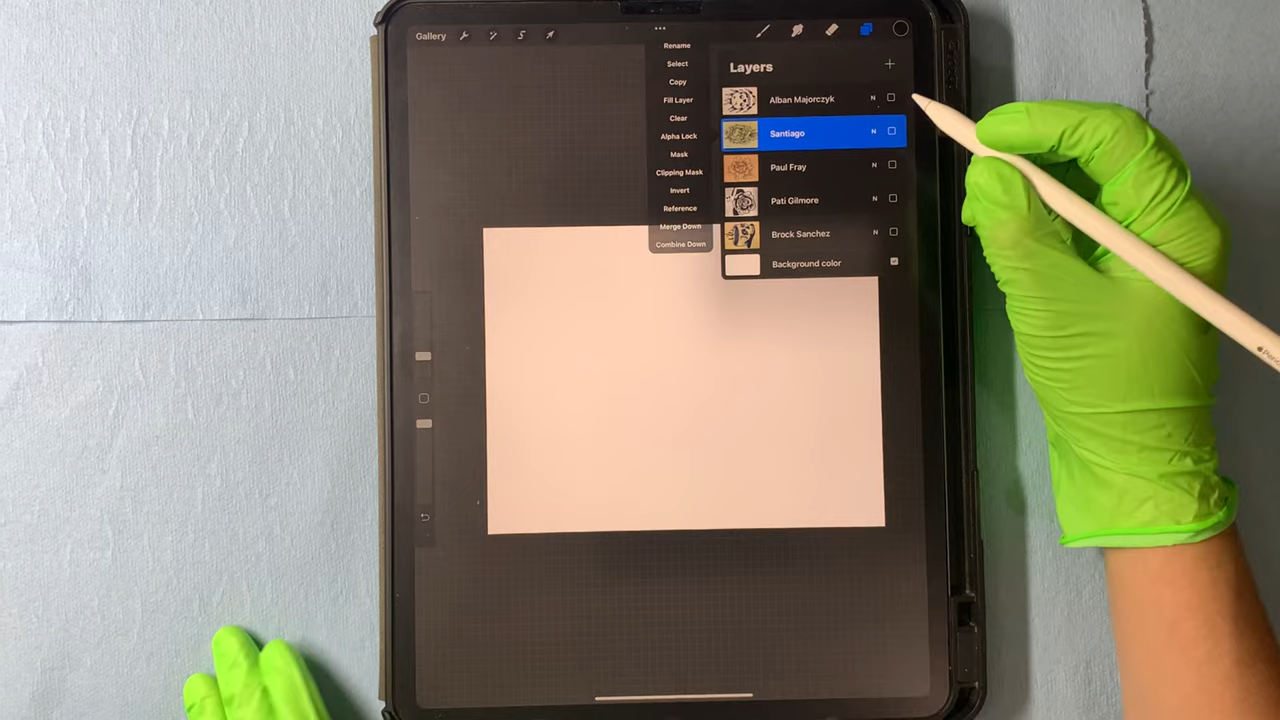 Gallery
Rename
Select
Copy
Fill Layer
Clear
Alpha Lock
Mask
Clipping Mask
Invert
Reference
Merge Down
Combine Down
Layers
Alban Majorczyk N
Santiago N
Paul Fray N
Pati Gilmore N
Brock Sanchez N
Background color